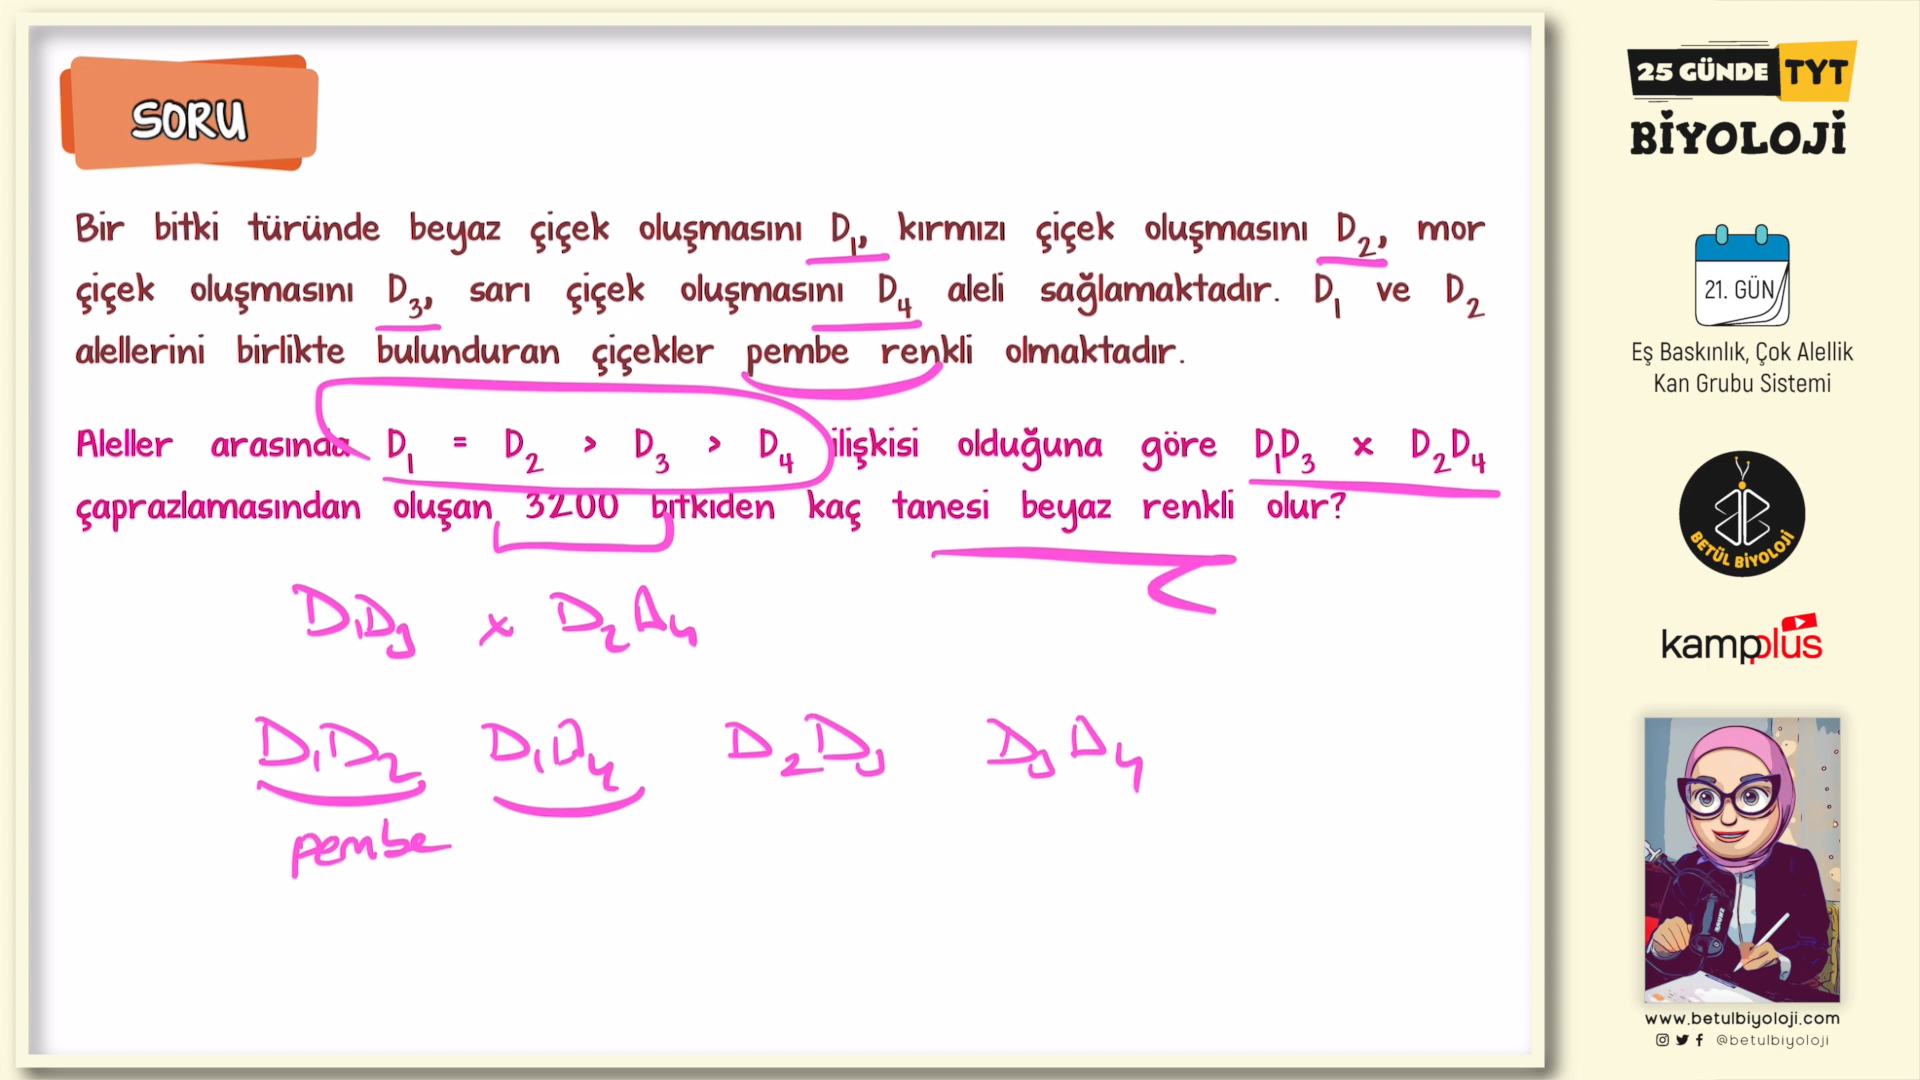 SORU
Bir bitki türünde beyaz çiçek oluşmasını D₁, kırmızı çiçek oluşmasını D₂, mor
çiçek oluşmasını D₃, sarı çiçek oluşmasını D₄ aleli sağlamaktadır. D₁ ve D₂
alellerini birlikte bulunduran çiçekler pembe renkli olmaktadır.
Aleller arasında D₁ = D₂ > D₃ > D₄ ilişkisi olduğuna göre D₁D₃ x D₂D₄
çaprazlamasından oluşan 3200 bitkiden kaç tanesi beyaz renkli olur?
D₁D₃ x D₂D₄
D₁D₂ D₁D₄ D₂D₃ D₃D₄
pembe
25 GÜNDE TYT
BİYOLOJİ
21. GÜN
Eş Baskınlık, Çok Alellik
Kan Grubu Sistemi
BETÜL BİYOLOJİ
kampplus
www.betulbiyoloji.com
@betulbiyoloji